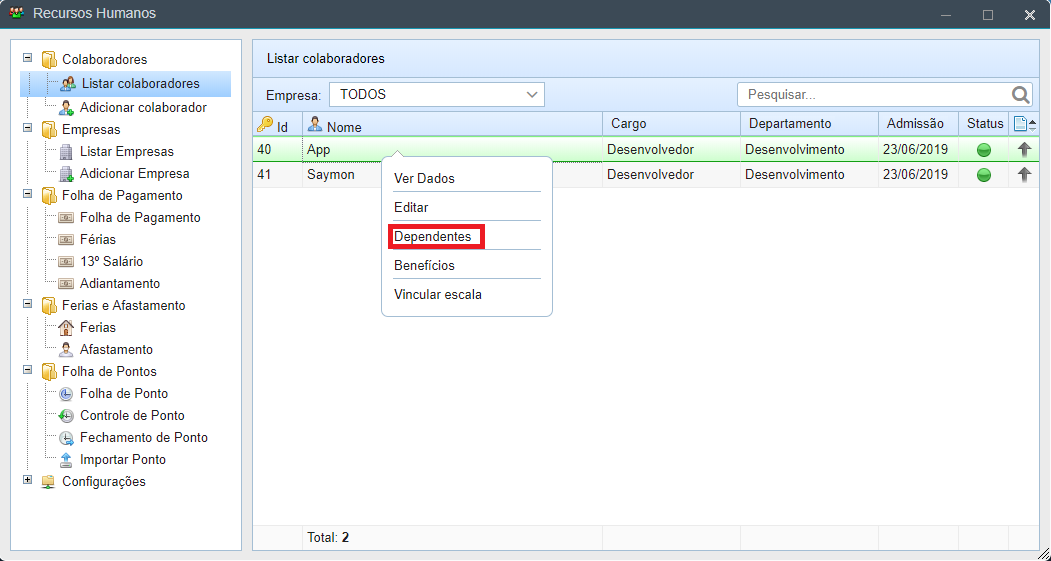 Recursos Humanos
Colaboradores
Listar colaboradores
Adicionar colaborador
Empresas
Listar Empresas
Adicionar Empresa
Folha de Pagamento
Folha de Pagamento
Férias
13º Salário
Adiantamento
Ferias e Afastamento
Ferias
Afastamento
Folha de Pontos
Folha de Ponto
Controle de Ponto
Fechamento de Ponto
Importar Ponto
Configurações
Listar colaboradores
Empresa: TODOS Pesquisar...
Id Nome Cargo Departamento Admissão Status
40 App Desenvolvedor Desenvolvimento 23/06/2019
41 Saymon Desenvolvedor Desenvolvimento 23/06/2019
Ver Dados
Editar
Dependentes
Benefícios
Vincular escala
Total: 2